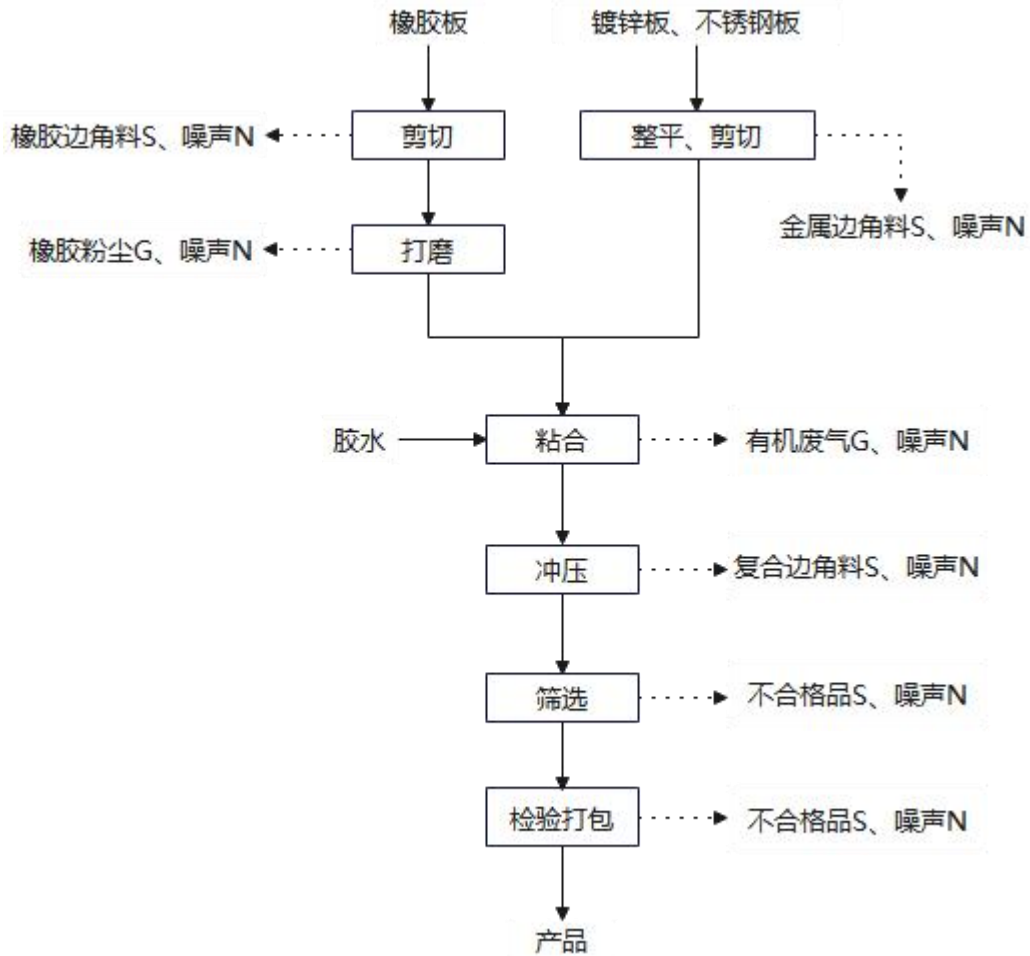 橡胶板
镀锌板、不锈钢板
橡胶边角料S、噪声N
剪切
整平、剪切
金属边角料S、噪声N
橡胶粉尘G、噪声N
打磨
胶水
粘合
有机废气G、噪声N
冲压
复合边角料S、噪声N
筛选
不合格品S、噪声N
检验打包
不合格品S、噪声N
产品